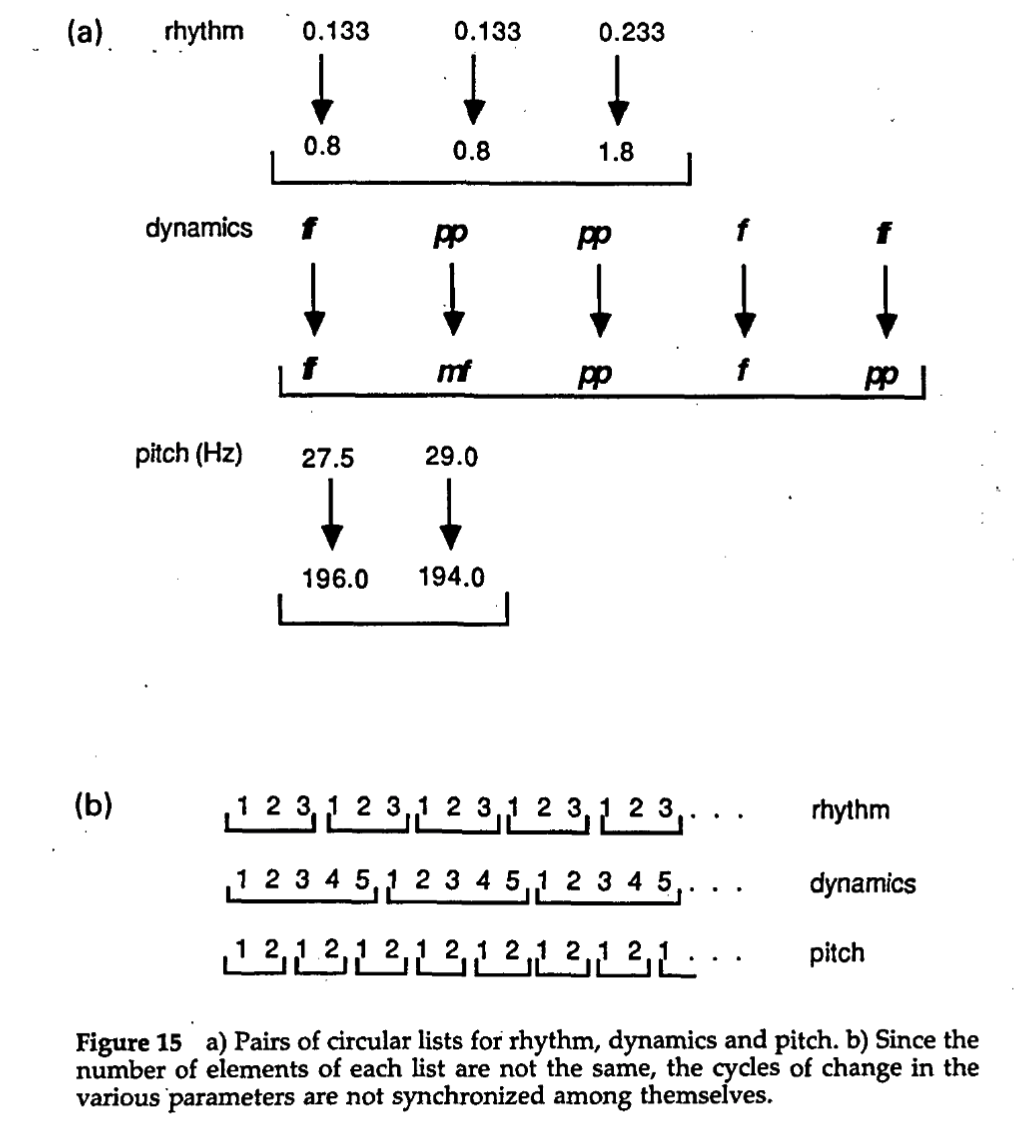 (a) rhythm 0.133 0.133 0.233
0.8 0.8 1.8
dynamics f pp pp f f
f mf pp f pp
pitch (Hz) 27.5 29.0
196.0 194.0
(b) 1 2 3 1 2 3 1 2 3 1 2 3 1 2 3 . . . rhythm
1 2 3 4 5 1 2 3 4 5 1 2 3 4 5 . . . dynamics
1 2 1 2 1 2 1 2 1 2 1 2 1 2 1 . . . pitch
Figure 15 a) Pairs of circular lists for rhythm, dynamics and pitch. b) Since the
number of elements of each list are not the same, the cycles of change in the
various parameters are not synchronized among themselves.